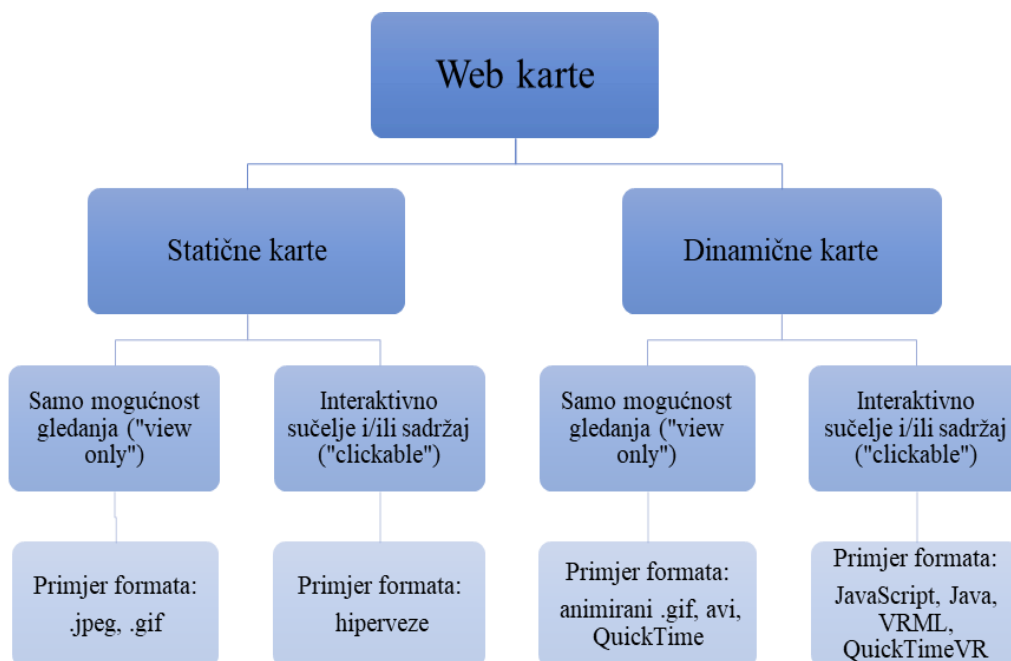 Web karte
Statične karte
Dinamične karte
Samo mogućnost
gledanja ("view
only")
Interaktivno
sučelje i/ili sadržaj
("clickable")
Samo mogućnost
gledanja ("view
only")
Interaktivno
sučelje i/ili sadržaj
("clickable")
Primjer formata:
.jpeg, .gif
Primjer formata:
hiperveze
Primjer formata:
animirani .gif, avi,
QuickTime
Primjer formata:
JavaScript, Java,
VRML,
QuickTimeVR